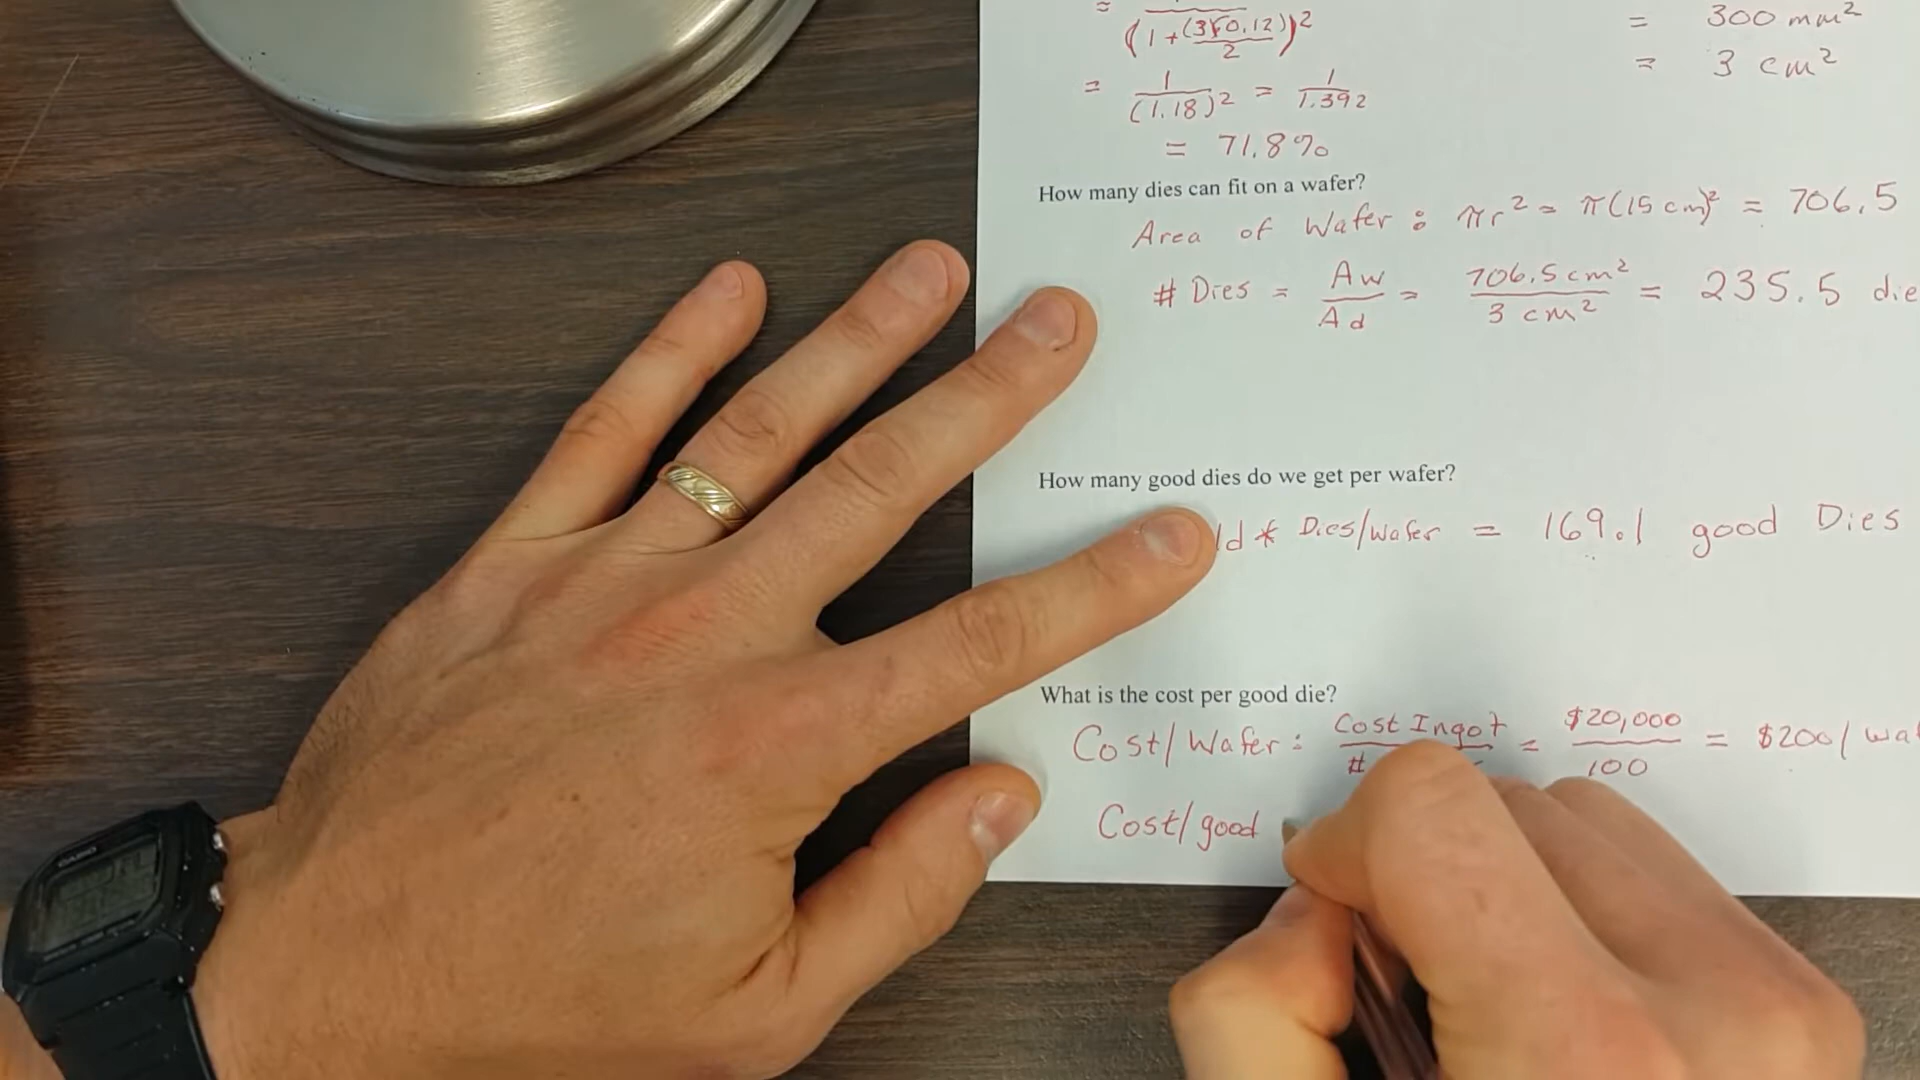 = (1+(3×0.12)/2)²
= 300 mm²
= 3 cm²
= 1/(1.18)² = 1/1.392
= 71.8%
How many dies can fit on a wafer?
Area of Wafer: πr² = π(15 cm)² = 706.5
# Dies = Aw/Ad = 706.5 cm²/3 cm² = 235.5 die
How many good dies do we get per wafer?
ld * Dies/wafer = 169.1 good Dies
What is the cost per good die?
Cost/Wafer: Cost Ingot/# = $20,000/100 = $200/wa
Cost/good
CASIO